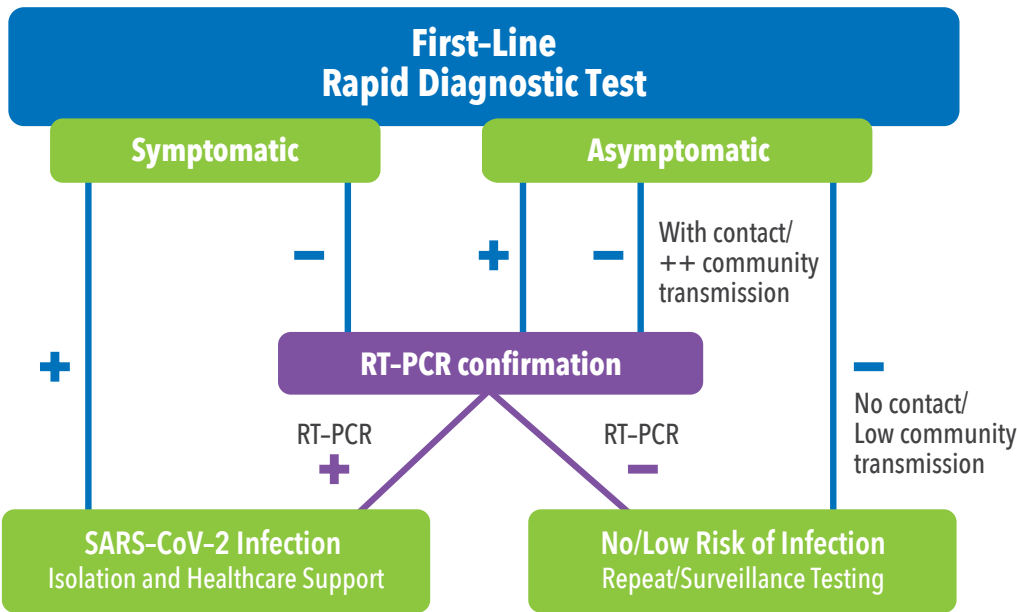 First–Line
Rapid Diagnostic Test
Symptomatic
Asymptomatic
–
+
–
With contact/
++ community
transmission
+
RT–PCR confirmation
–
No contact/
Low community
transmission
RT–PCR
+
RT–PCR
–
SARS–CoV–2 Infection
Isolation and Healthcare Support
No/Low Risk of Infection
Repeat/Surveillance Testing